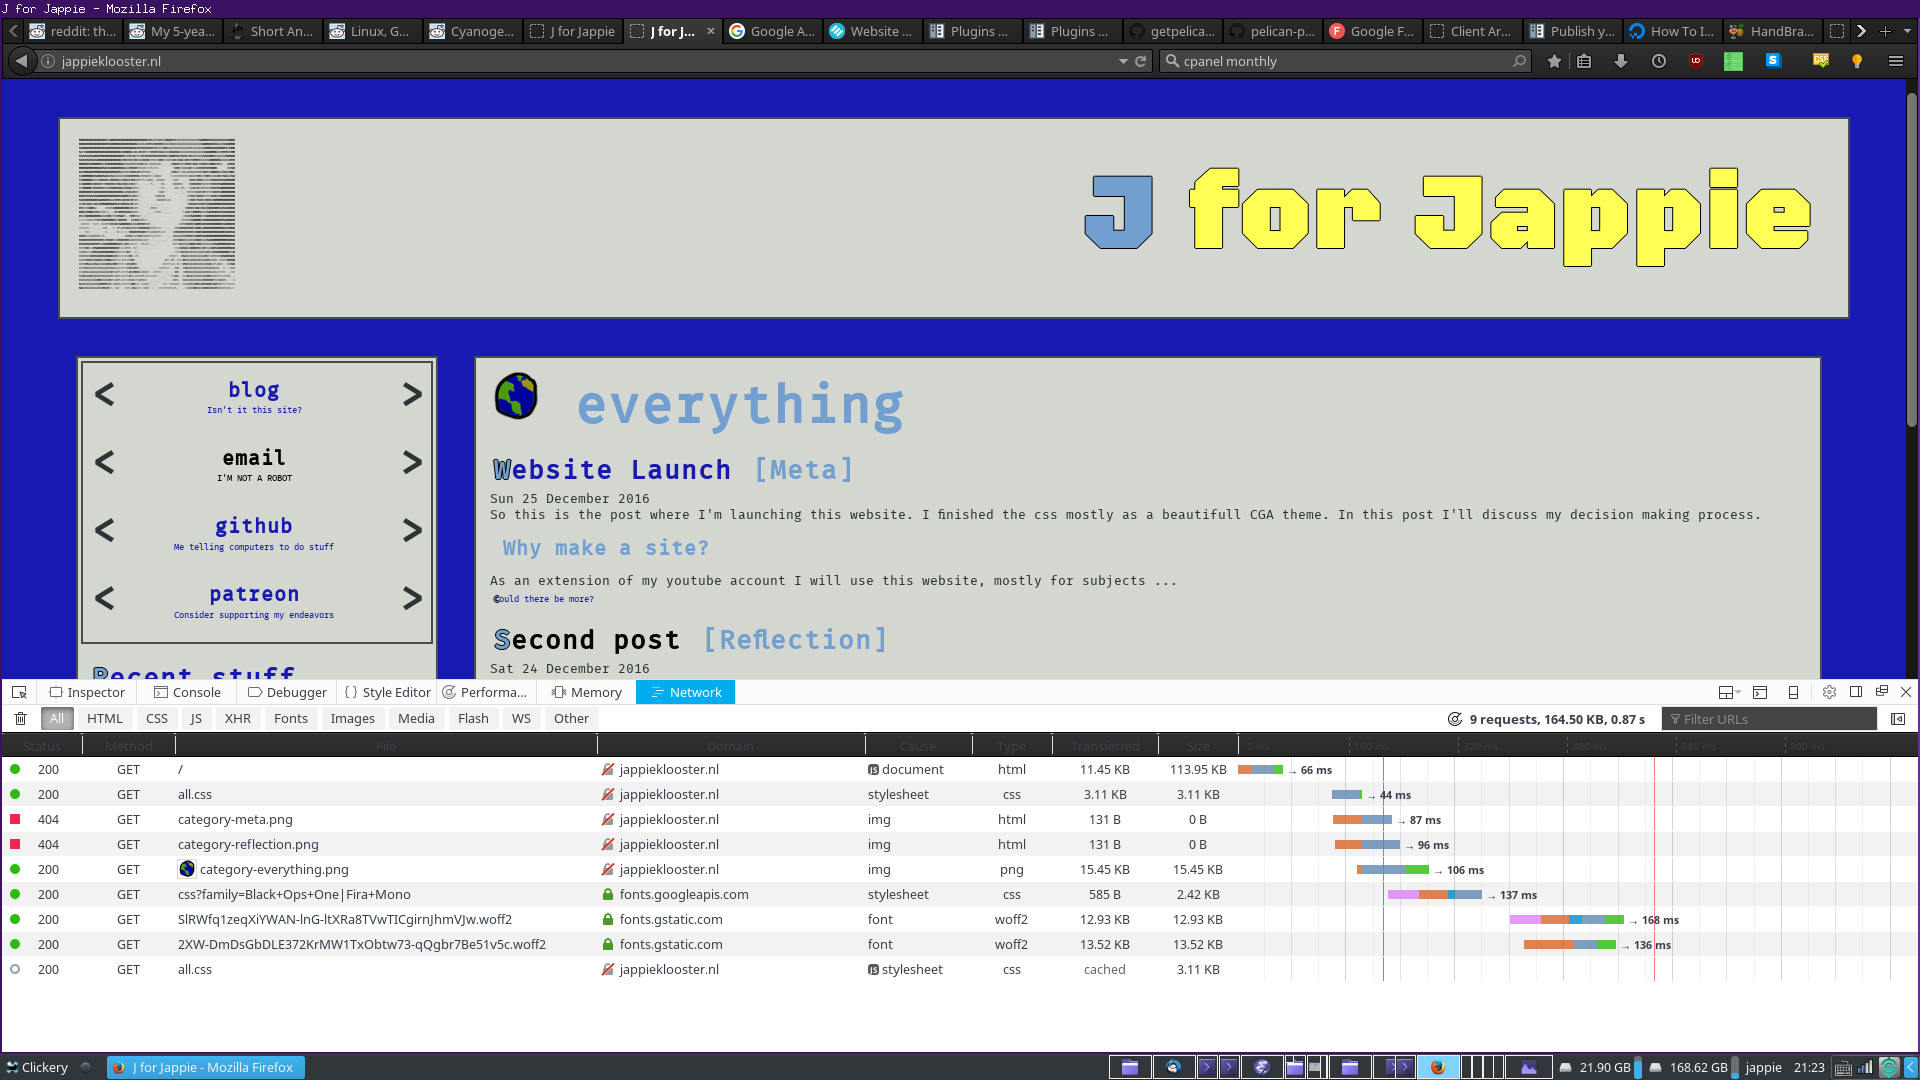 J for Jappie - Mozilla Firefox
reddit: th... My 5-yea... Short An... Linux, G... Cyanoge... J for Jappie J for J... Google A... Website ... Plugins ... Plugins ... getpelica... pelican-p... Google F... Client Ar... Publish y... How To I... HandBra...
jappieklooster.nl
cpanel monthly
J for Jappie
< blog >
Isn't it this site?
< email >
I'M NOT A ROBOT
< github >
Me telling computers to do stuff
< patreon >
Consider supporting my endeavors
Recent stuff
everything
Website Launch [Meta]
Sun 25 December 2016
So this is the post where I'm launching this website. I finished the css mostly as a beautifull CGA theme. In this post I'll discuss my decision making process.
Why make a site?
As an extension of my youtube account I will use this website, mostly for subjects ...
Could there be more?
Second post [Reflection]
Sat 24 December 2016
Inspector Console Debugger Style Editor Performa... Memory Network
All HTML CSS JS XHR Fonts Images Media Flash WS Other 9 requests, 164.50 KB, 0.87 s Filter URLs
Status Method File Domain Cause Type Transferred Size 0 ms 160 ms 320 ms 480 ms 640 ms 800 ms
200 GET / jappieklooster.nl JS document html 11.45 KB 113.95 KB → 66 ms
200 GET all.css jappieklooster.nl stylesheet css 3.11 KB 3.11 KB → 44 ms
404 GET category-meta.png jappieklooster.nl img html 131 B 0 B → 87 ms
404 GET category-reflection.png jappieklooster.nl img html 131 B 0 B → 96 ms
200 GET category-everything.png jappieklooster.nl img png 15.45 KB 15.45 KB → 106 ms
200 GET css?family=Black+Ops+One|Fira+Mono fonts.googleapis.com stylesheet css 585 B 2.42 KB → 137 ms
200 GET SlRWfq1zeqXiYWAN-lnG-ltXRa8TVwTICgirnJhmVJw.woff2 fonts.gstatic.com font woff2 12.93 KB 12.93 KB → 168 ms
200 GET 2XW-DmDsGbDLE372KrMW1TxObtw73-qQgbr7Be51v5c.woff2 fonts.gstatic.com font woff2 13.52 KB 13.52 KB → 136 ms
200 GET all.css jappieklooster.nl JS stylesheet css cached 3.11 KB
Clickery J for Jappie - Mozilla Firefox 21.90 GB 168.62 GB jappie 21:23